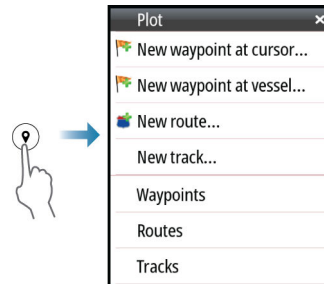 Plot
New waypoint at cursor...
New waypoint at vessel...
New route...
New track...
Waypoints
Routes
Tracks